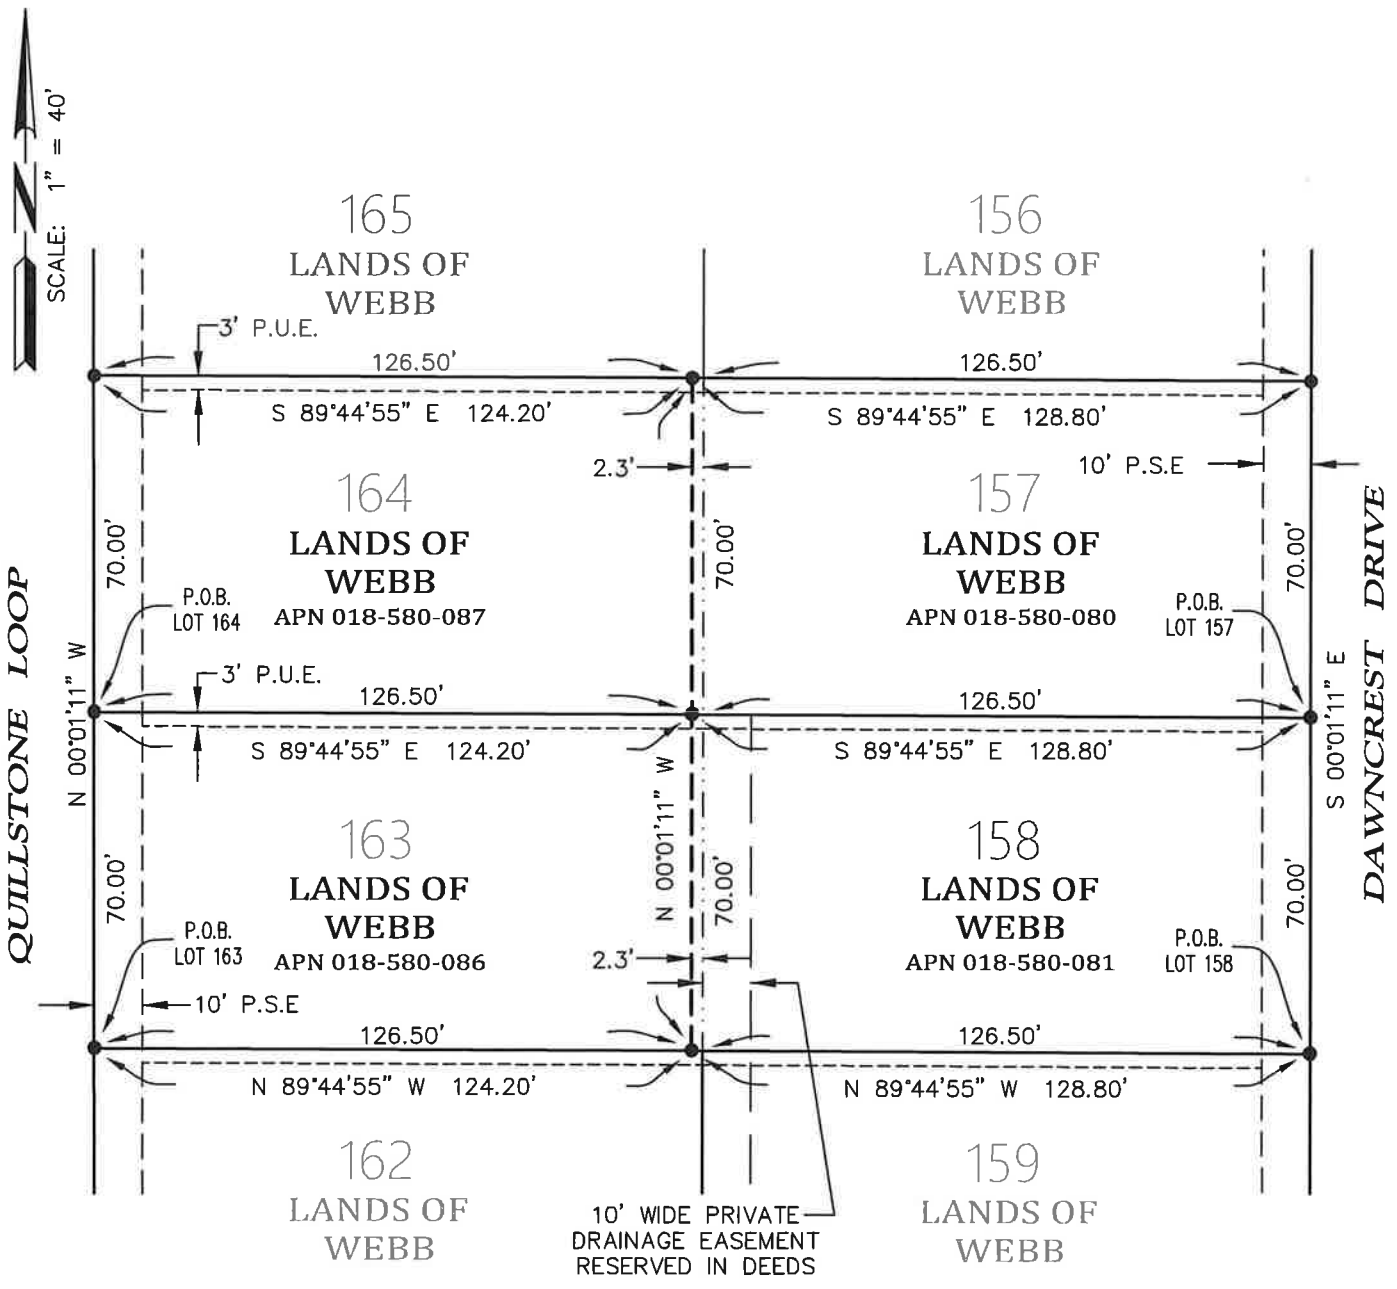 SCALE: 1" = 40'
N
165
LANDS OF
WEBB
156
LANDS OF
WEBB
3' P.U.E.
126.50'
126.50'
S 89°44'55" E 124.20'
S 89°44'55" E 128.80'
2.3'
10' P.S.E
164
LANDS OF
WEBB
APN 018-580-087
157
LANDS OF
WEBB
APN 018-580-080
70.00'
70.00'
70.00'
P.O.B.
LOT 164
P.O.B.
LOT 157
QUILLSTONE LOOP
N 00°01'11" W
S 00°01'11" E
DAWNCREST DRIVE
3' P.U.E.
126.50'
126.50'
S 89°44'55" E 124.20'
S 89°44'55" E 128.80'
163
LANDS OF
WEBB
APN 018-580-086
158
LANDS OF
WEBB
APN 018-580-081
70.00'
N 00°01'11" W
70.00'
70.00'
P.O.B.
LOT 163
P.O.B.
LOT 158
2.3'
10' P.S.E
126.50'
126.50'
N 89°44'55" W 124.20'
N 89°44'55" W 128.80'
162
LANDS OF
WEBB
159
LANDS OF
WEBB
10' WIDE PRIVATE
DRAINAGE EASEMENT
RESERVED IN DEEDS